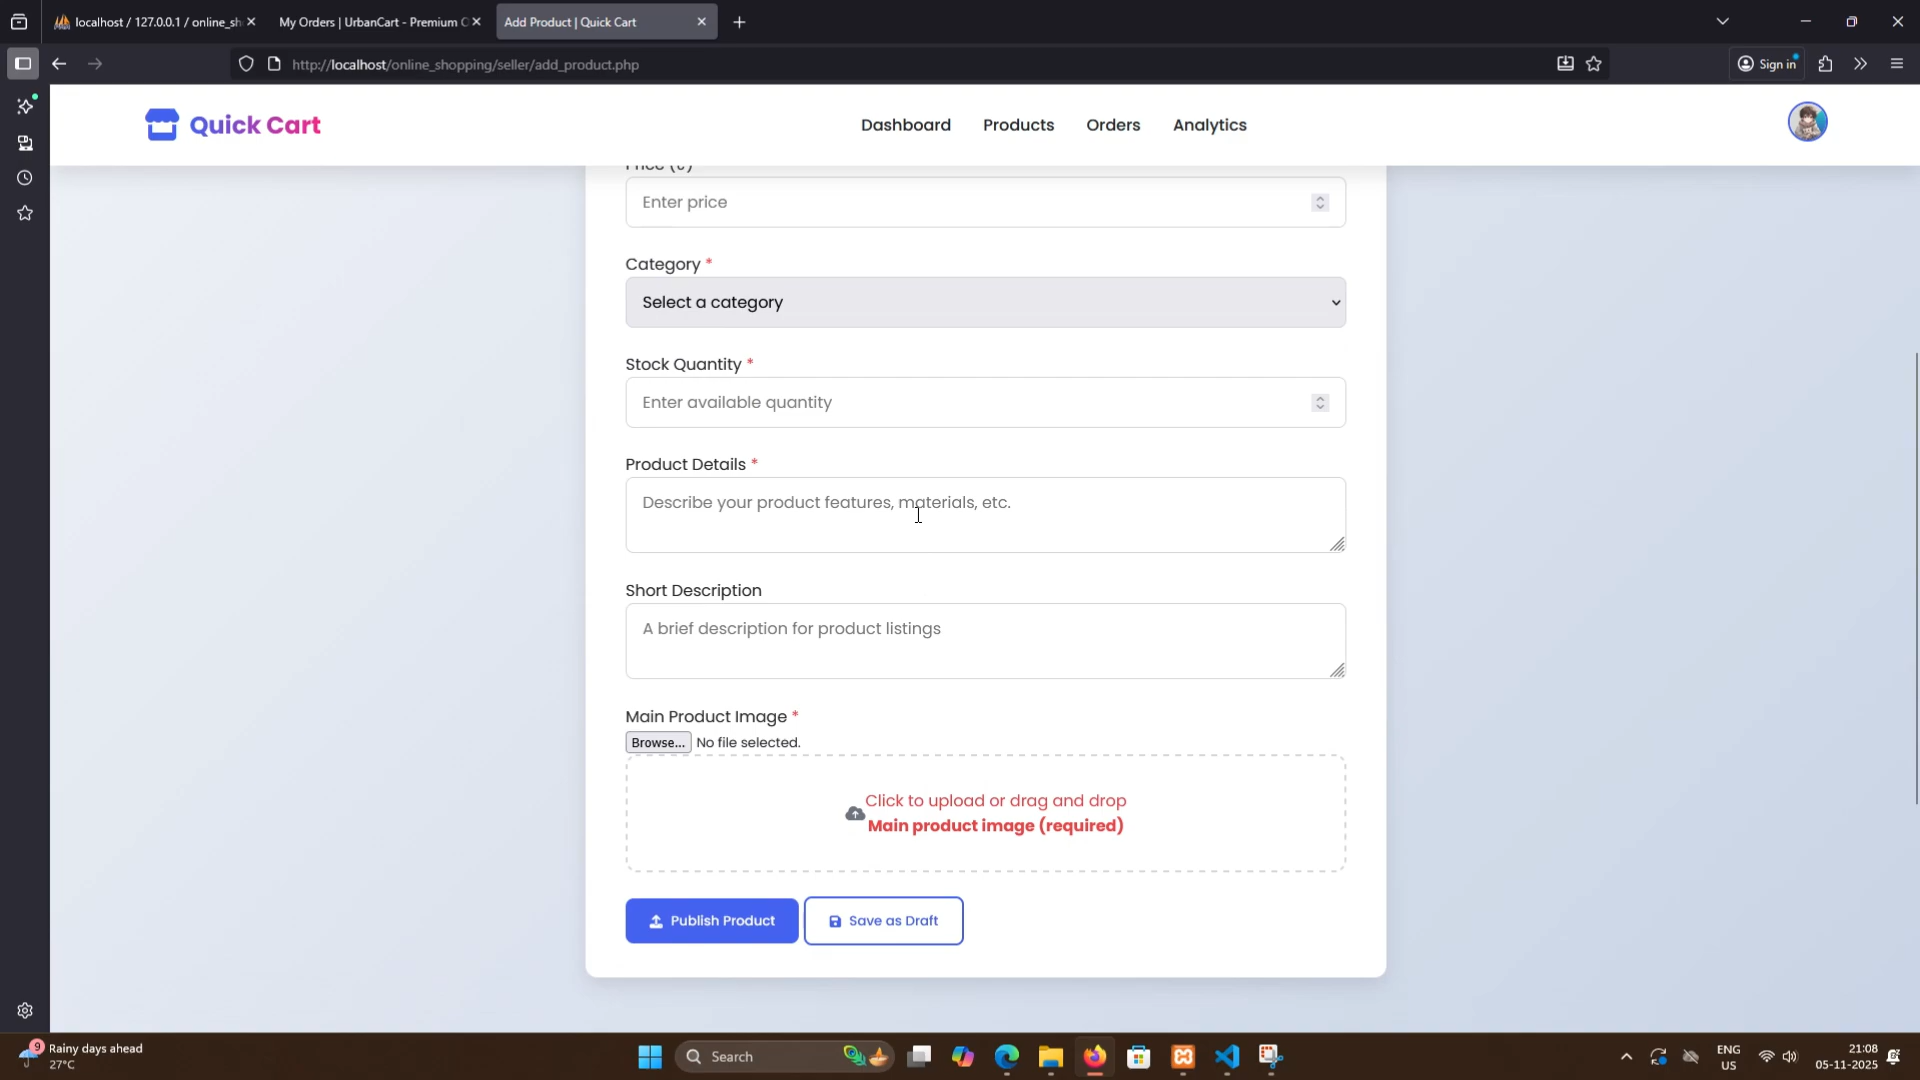 localhost / 127.0.0.1 / online_sh
My Orders | UrbanCart - Premium
Add Product | Quick Cart
http://localhost/online_shopping/seller/add_product.php
Sign in
Quick Cart
Dashboard
Products
Orders
Analytics
Enter price
Category *
Select a category
Stock Quantity *
Enter available quantity
Product Details *
Describe your product features, materials, etc.
Short Description
A brief description for product listings
Main Product Image *
Browse... No file selected.
Click to upload or drag and drop
Main product image (required)
Publish Product
Save as Draft
9
Rainy days ahead
27°C
Search
ENG
US
21:08
05-11-2025